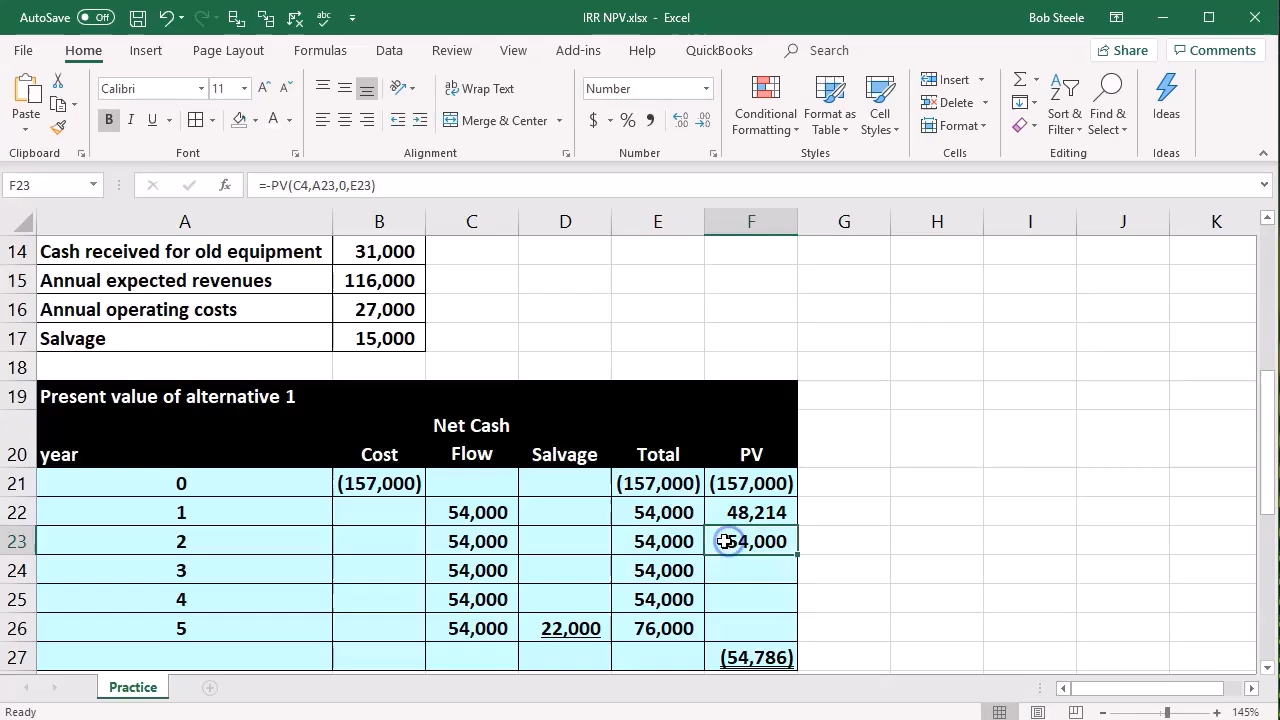 AutoSave Off IRR NPV.xlsx - Excel Bob Steele
File Home Insert Page Layout Formulas Data Review View Add-ins Help QuickBooks Search Share Comments
Paste Calibri 11 A A Wrap Text Number Conditional Formatting Format as Table Cell Styles Insert Sort & Filter Find & Select Ideas
B I U A Merge & Center $ % , Delete
Format
Clipboard Font Alignment Number Styles Cells Editing Ideas
F23 fx =-PV(C4,A23,0,E23)
A B C D E F G H I J K
14 Cash received for old equipment 31,000
15 Annual expected revenues 116,000
16 Annual operating costs 27,000
17 Salvage 15,000
18
19 Present value of alternative 1
Net Cash
20 year Cost Flow Salvage Total PV
21 0 (157,000) (157,000) (157,000)
22 1 54,000 54,000 48,214
23 2 54,000 54,000 54,000
24 3 54,000 54,000
25 4 54,000 54,000
26 5 54,000 22,000 76,000
27 (54,786)
Practice
Ready 145%